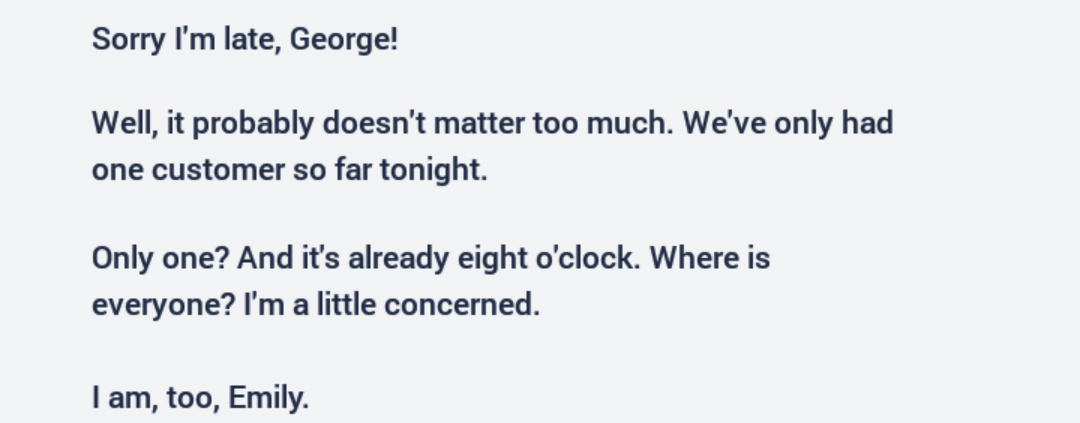 Sorry I'm late, George!
Well, it probably doesn't matter too much. We've only had
one customer so far tonight.
Only one? And it's already eight o'clock. Where is
everyone? I'm a little concerned.
I am, too, Emily.